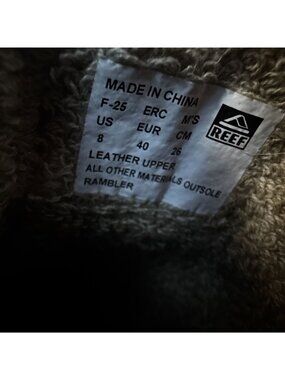 MADE IN CHINA
F-25 ERC M'S
US EUR CM
8 40 26
LEATHER UPPER
ALL OTHER MATERIALS OUTSOLE
RAMBLER
REEF